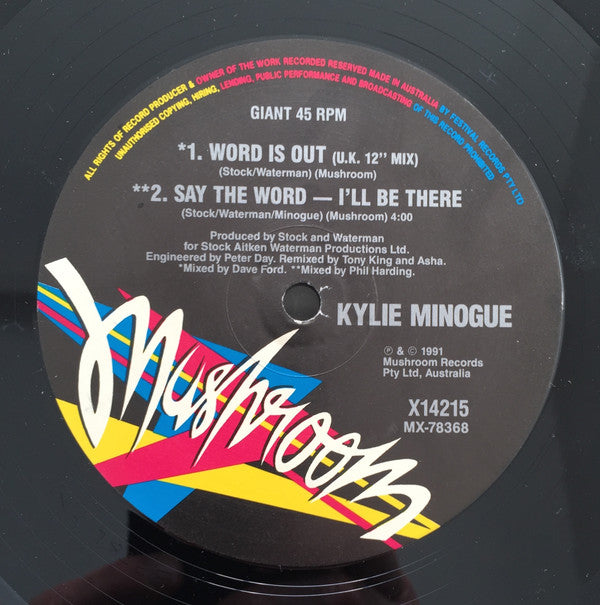 ALL RIGHTS OF RECORD PRODUCER & OWNER OF THE WORK RECORDED RESERVED MADE IN AUSTRALIA BY FESTIVAL RECORDS PTY LTD
UNAUTHORISED COPYING, HIRING, LENDING, PUBLIC PERFORMANCE AND BROADCASTING OF THIS RECORD PROHIBITED
GIANT 45 RPM
*1. WORD IS OUT (U.K. 12" MIX)
(Stock/Waterman) (Mushroom)
**2. SAY THE WORD — I'LL BE THERE
(Stock/Waterman/Minogue) (Mushroom) 4:00
Produced by Stock and Waterman
for Stock Aitken Waterman Productions Ltd.
Engineered by Peter Day. Remixed by Tony King and Asha.
*Mixed by Dave Ford. **Mixed by Phil Harding.
KYLIE MINOGUE
℗ & © 1991
Mushroom Records
Pty Ltd, Australia
X14215
MX-78368
Mushroom